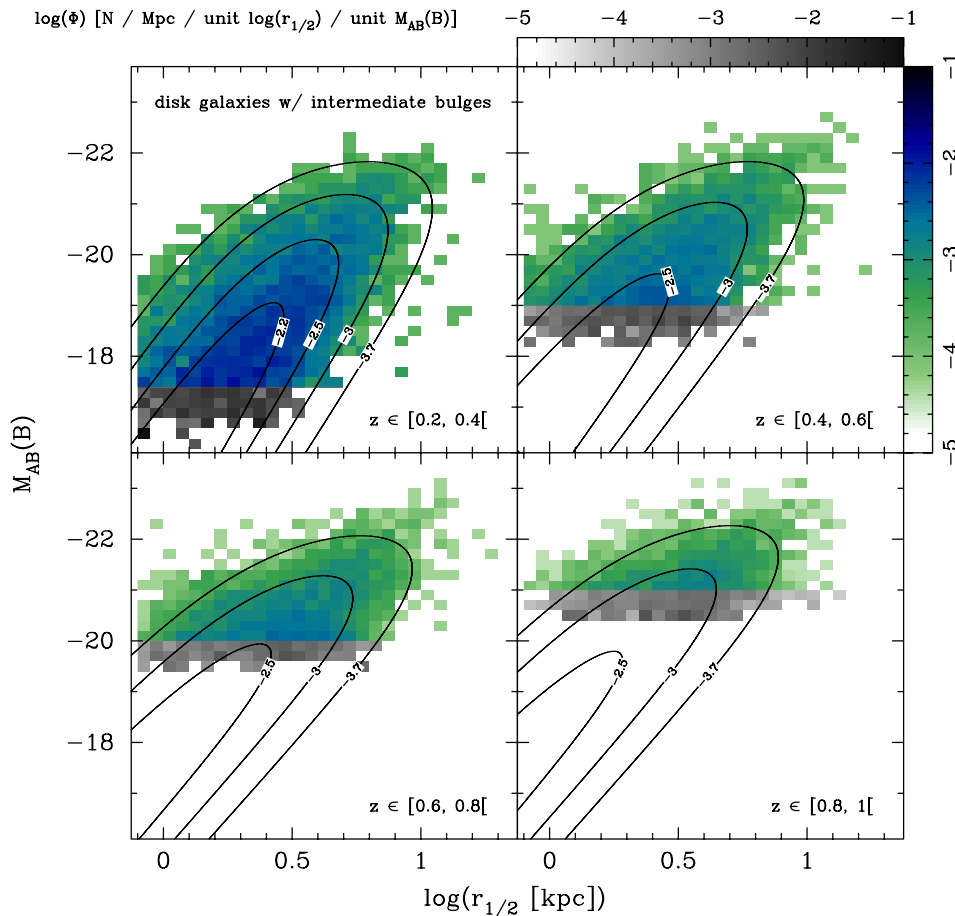 log(Φ) [N / Mpc / unit log(r1/2) / unit MAB(B)]
−5 −4 −3 −2 −1
disk galaxies w/ intermediate bulges
−22
−20
−18
−2.2
−2.5
−3
−3.7
z ∈ [0.2, 0.4[
−2.5
−3
−3.7
z ∈ [0.4, 0.6[
−1
−2
−3
−4
−5
MAB(B)
−22
−20
−18
−2.5
−3
−3.7
z ∈ [0.6, 0.8[
−2.5
−3
−3.7
z ∈ [0.8, 1[
0 0.5 1
0 0.5 1
log(r1/2 [kpc])